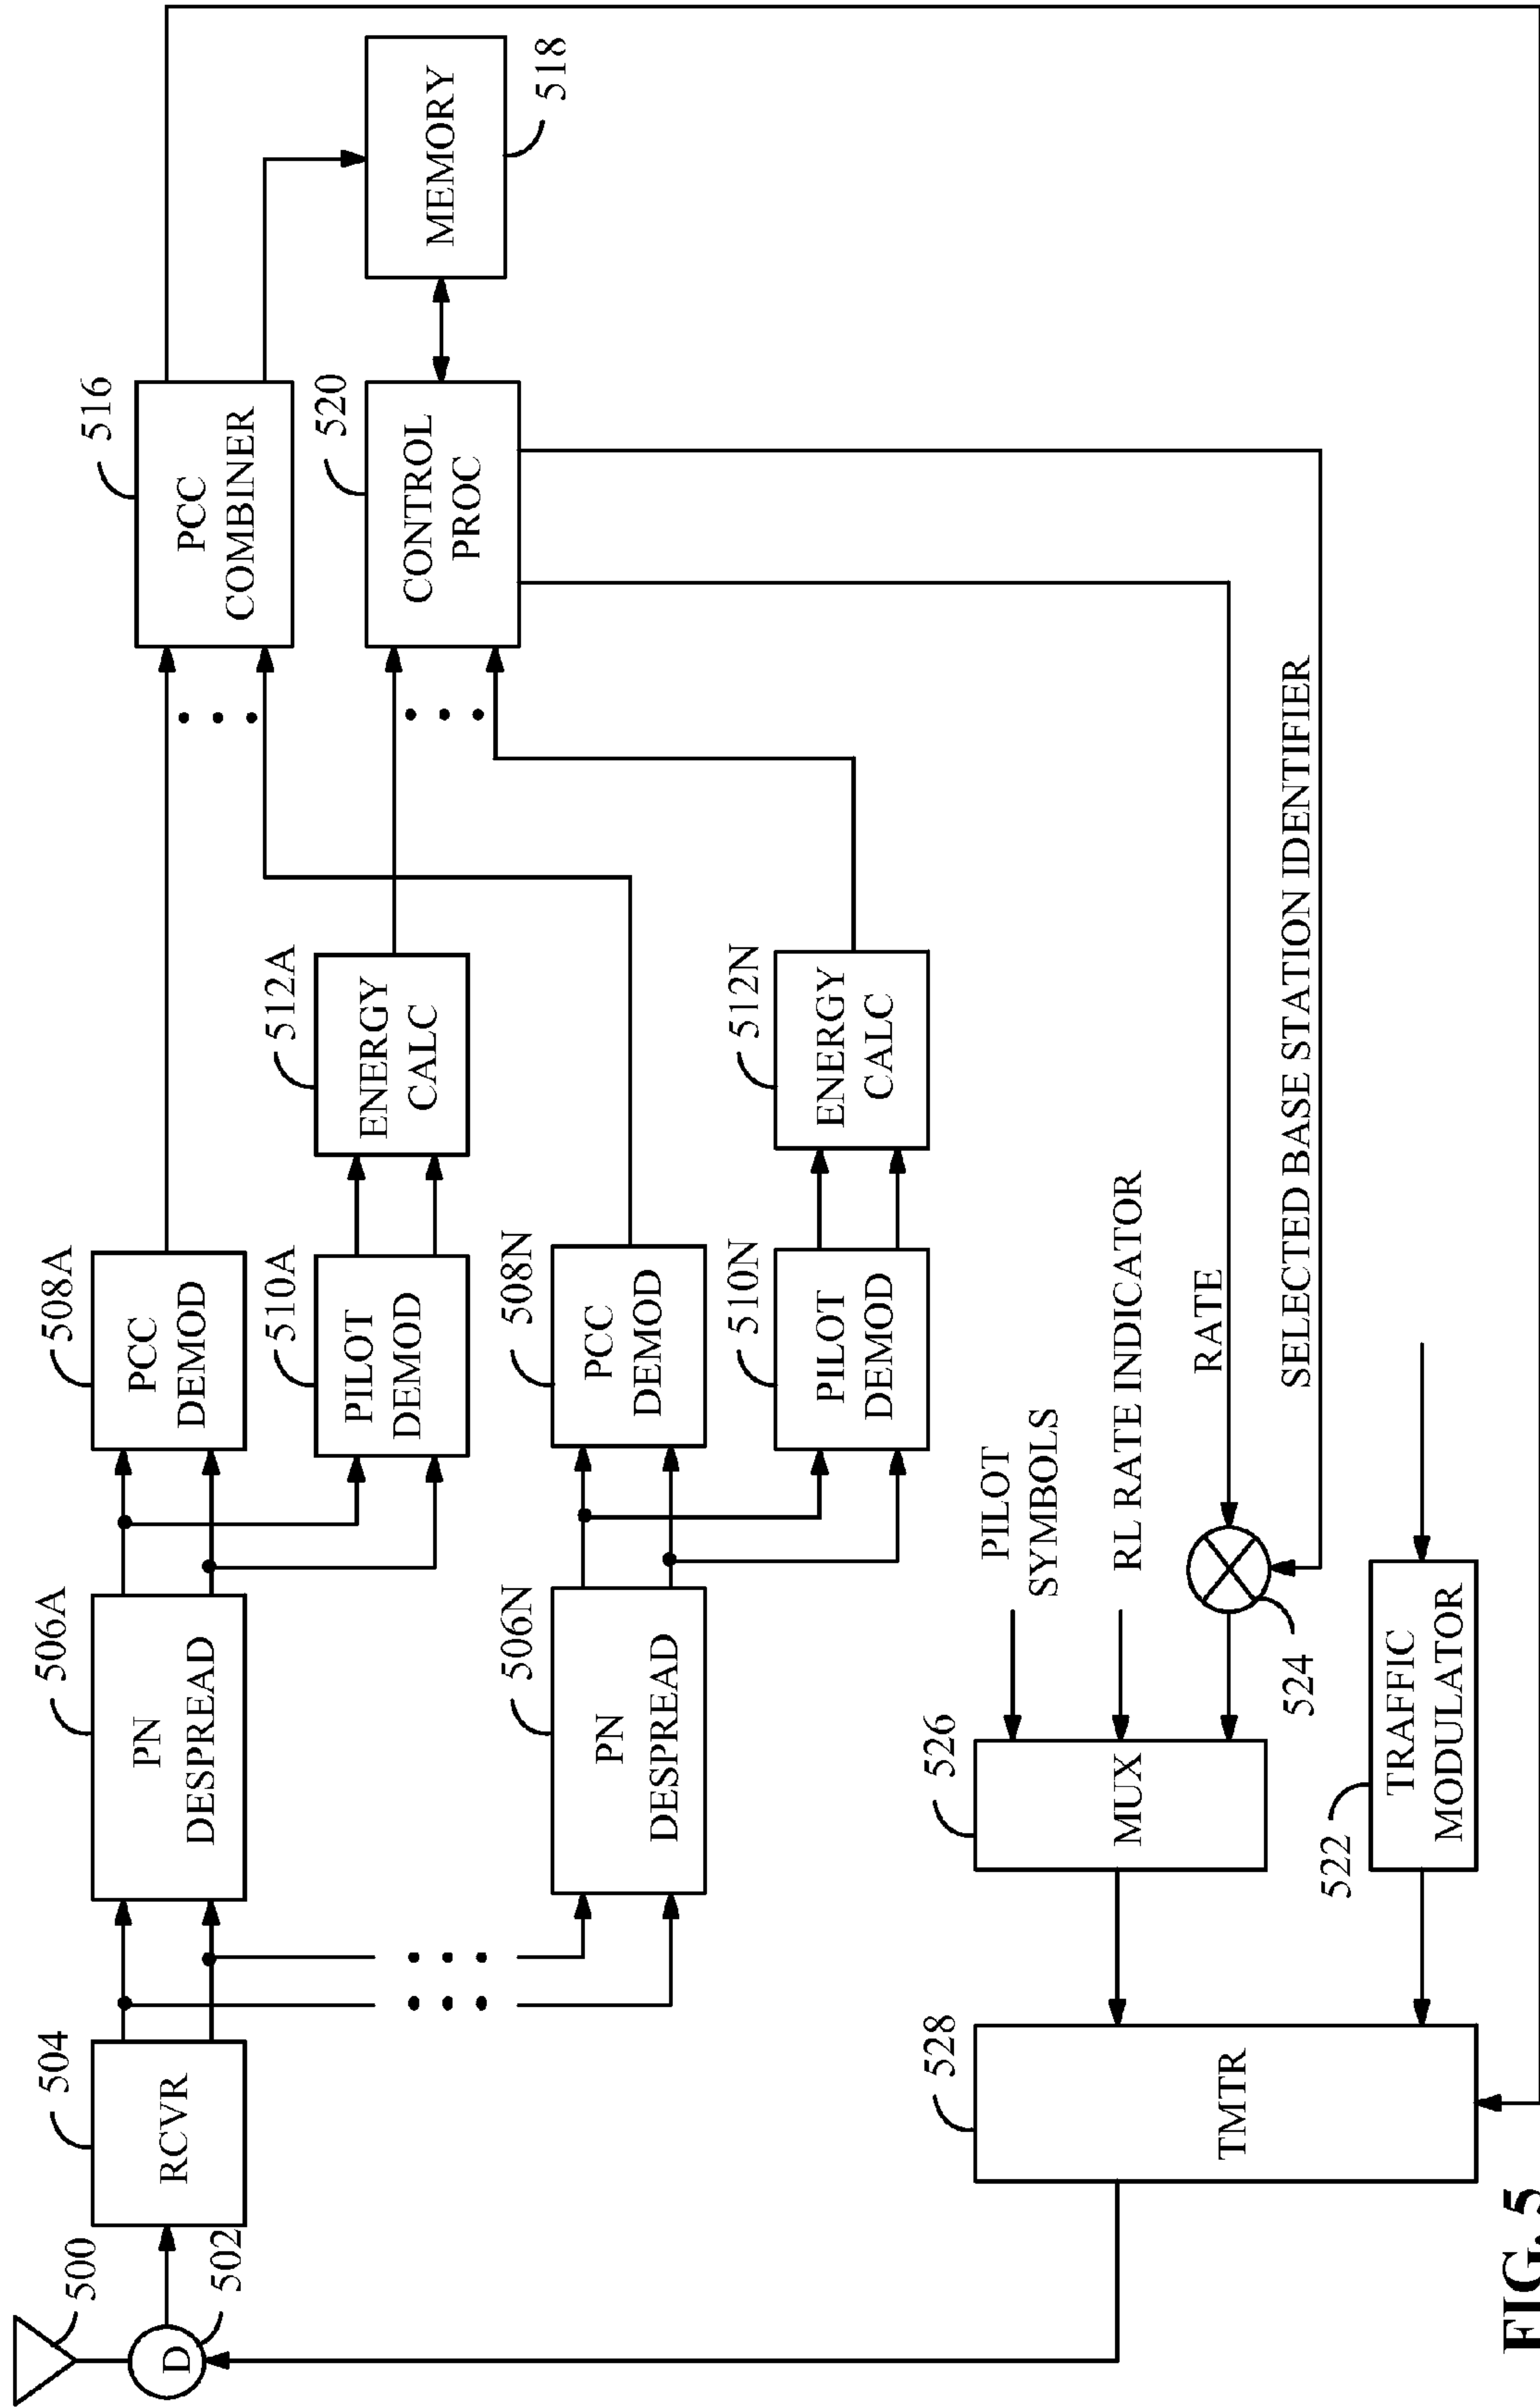 500
D
502
504
RCVR
506A
PN
DESPREAD
508A
PCC
DEMOD
510A
PILOT
DEMOD
512A
ENERGY
CALC
516
PCC
COMBINER
MEMORY
518
520
CONTROL
PROC
506N
PN
DESPREAD
508N
PCC
DEMOD
510N
PILOT
DEMOD
512N
ENERGY
CALC
PILOT
SYMBOLS
RL RATE INDICATOR
RATE
SELECTED BASE STATION IDENTIFIER
524
526
MUX
528
TMTR
522
TRAFFIC
MODULATOR
FIG. 5